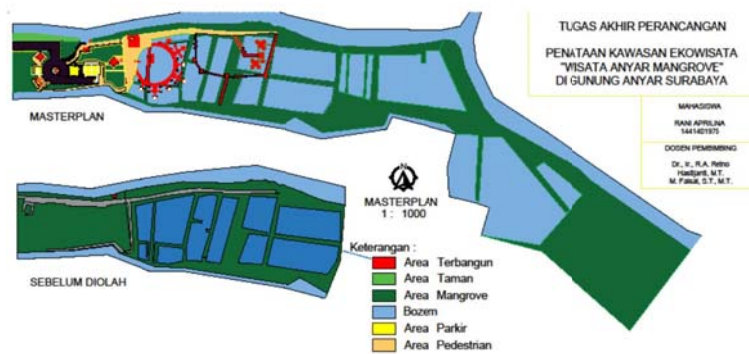 TUGAS AKHIR PERANCANGAN
PENATAAN KAWASAN EKOWISATA
"WISATA ANYAR MANGROVE"
DI GUNUNG ANYAR SURABAYA
MAHASISWA
RANI APRILINA
1441401975
DOSEN PEMBIMBING
Dr., Ir., R.A. Retno
Hastijanti, M.T.
M. Faisal, S.T., M.T.
MASTERPLAN
MASTERPLAN
1 : 1000
SEBELUM DIOLAH
Keterangan :
Area Terbangun
Area Taman
Area Mangrove
Bozem
Area Parkir
Area Pedestrian